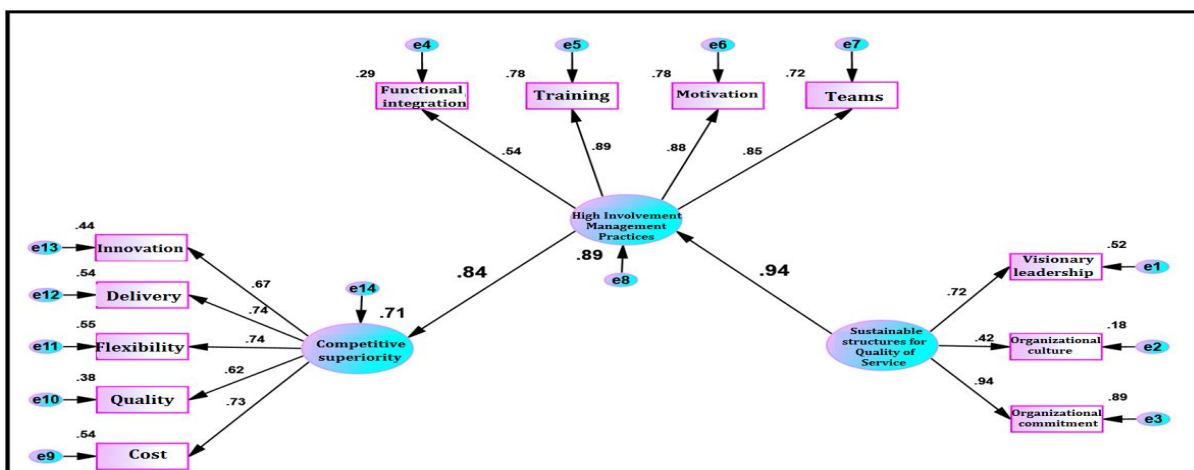 e4
e5
e6
e7
.29
.78
.78
.72
Functional
integration
Training
Motivation
Teams
.54
.89
.88
.85
High Involvement
Management
Practices
.89
e8
.84
.94
e13
.44
Innovation
.67
e12
.54
Delivery
.74
e11
.55
Flexibility
.74
e10
.38
Quality
.62
e9
.54
Cost
.73
e14
.71
Competitive
superiority
Sustainable
structures for
Quality of
Service
.72
.42
.94
.52
Visionary
leadership
e1
.18
Organizational
culture
e2
.89
Organizational
commitment
e3